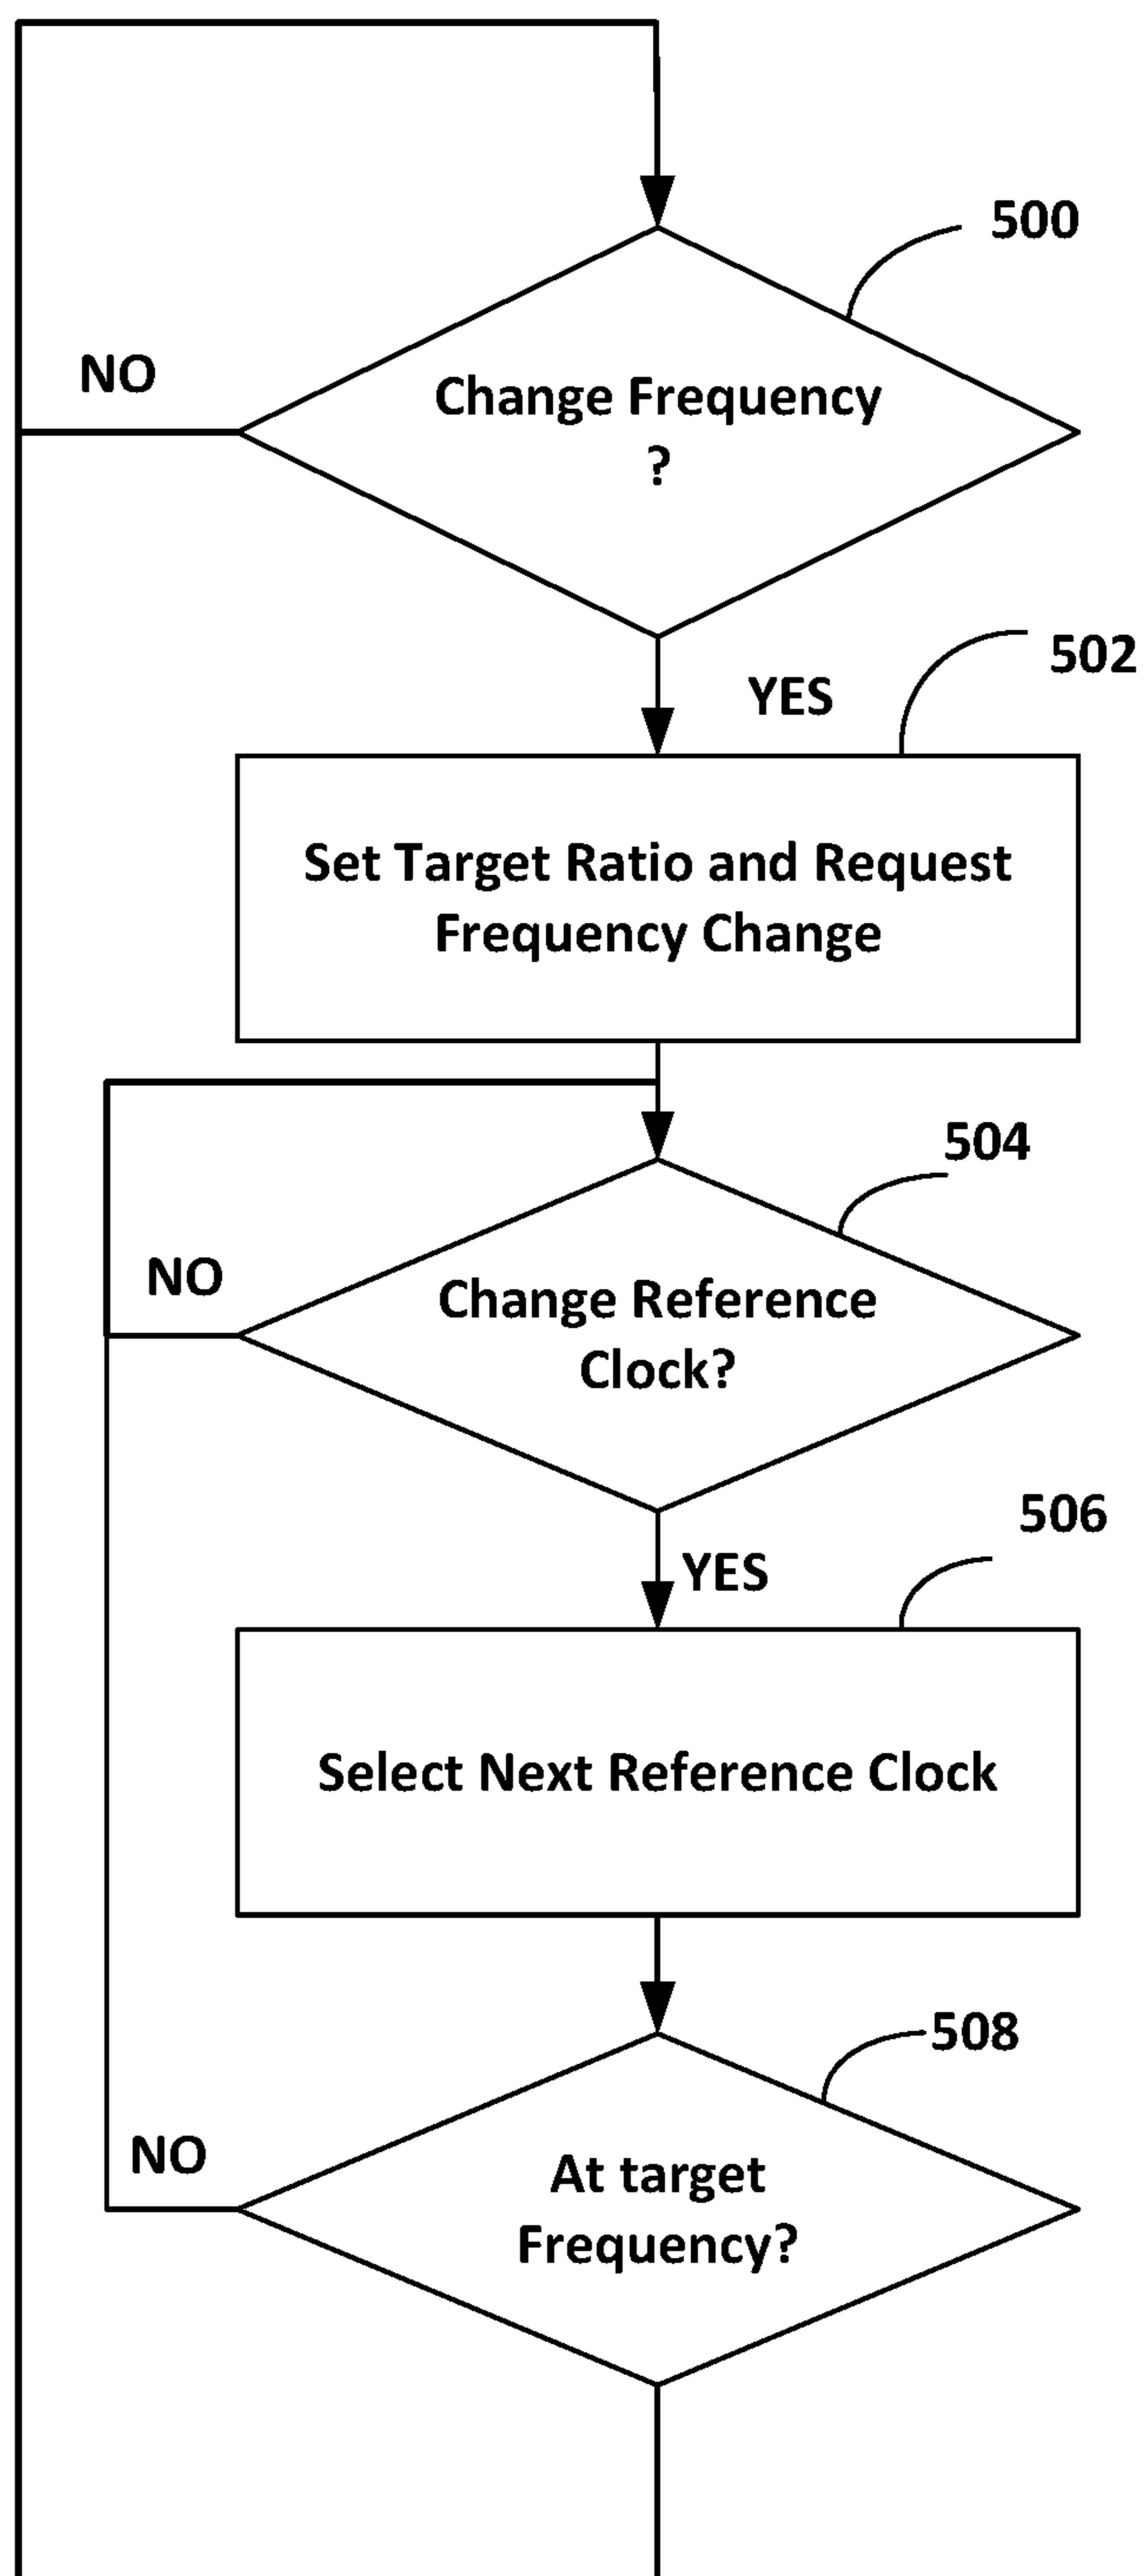 500
NO
Change Frequency
?
502
YES
Set Target Ratio and Request
Frequency Change
504
NO
Change Reference
Clock?
506
YES
Select Next Reference Clock
508
NO
At target
Frequency?